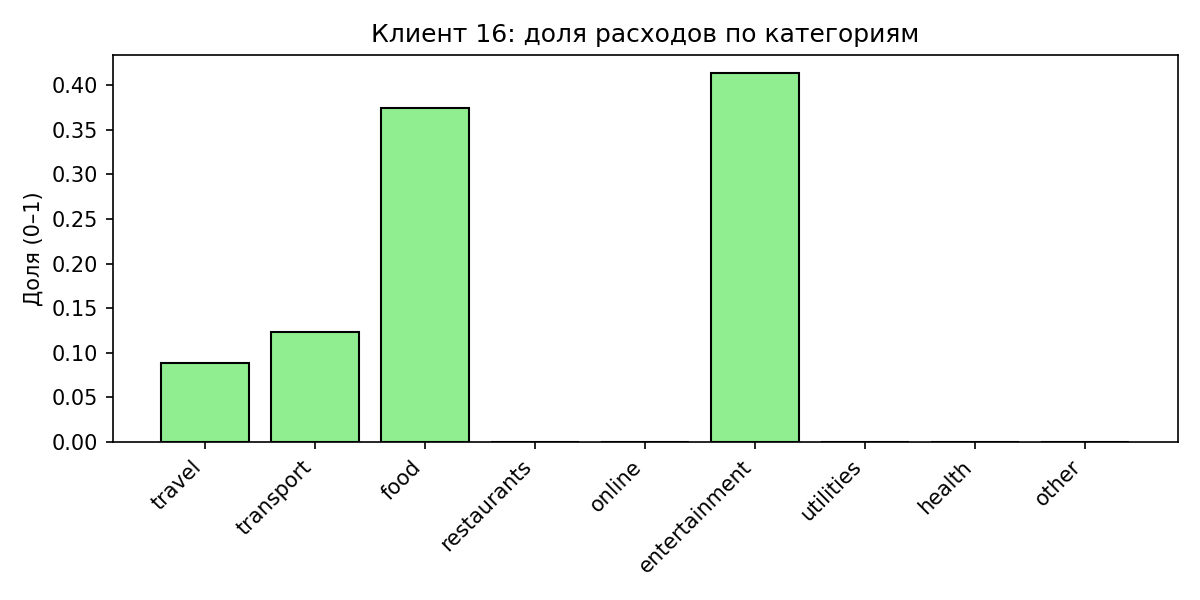 Клиент 16: доля расходов по категориям
Доля (0–1)
0.40
0.35
0.30
0.25
0.20
0.15
0.10
0.05
0.00
travel
transport
food
restaurants
online
entertainment
utilities
health
other